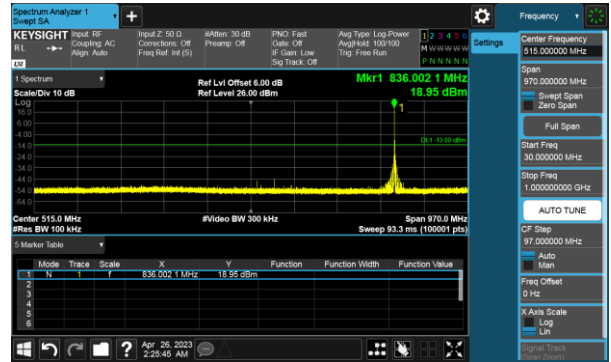 Spectrum Analyzer 1
Swept SA
+
Frequency
KEYSIGHT
RL
Input: RF
Coupling: AC
Align: Auto
Input Z: 50 Ω
Corrections: Off
Freq Ref: Int (S)
#Atten: 30 dB
Preamp: Off
PNO: Fast
Gate: Off
IF Gain: Low
Sig Track: Off
Avg Type: Log-Power
Avg|Hold: 100/100
Trig: Free Run
1 2 3 4 5 6
M W W W W W
P N N N N N
LW
1 Spectrum
Scale/Div 10 dB
Log
Ref Lvl Offset 6.00 dB
Ref Level 26.00 dBm
Mkr1 836.002 1 MHz
18.95 dBm
1
16.0
6.00
-4.00
-14.0
-24.0
-34.0
-44.0
-54.0
-64.0
DL1 -13.00 dBm
Center 515.0 MHz
#Res BW 100 kHz
#Video BW 300 kHz
Span 970.0 MHz
Sweep 93.3 ms (100001 pts)
5 Marker Table
Mode Trace Scale X Y Function Function Width Function Value
1 N 1 f 836.002 1 MHz 18.95 dBm
2
3
4
5
6
Apr 26, 2023
2:25:45 AM
?
Settings
Center Frequency
515.000000 MHz
Span
970.000000 MHz
Swept Span
Zero Span
Full Span
Start Freq
30.000000 MHz
Stop Freq
1.000000000 GHz
AUTO TUNE
CF Step
97.000000 MHz
Auto
Man
Freq Offset
0 Hz
X Axis Scale
Log
Lin
Signal Track
(Span Zoom)